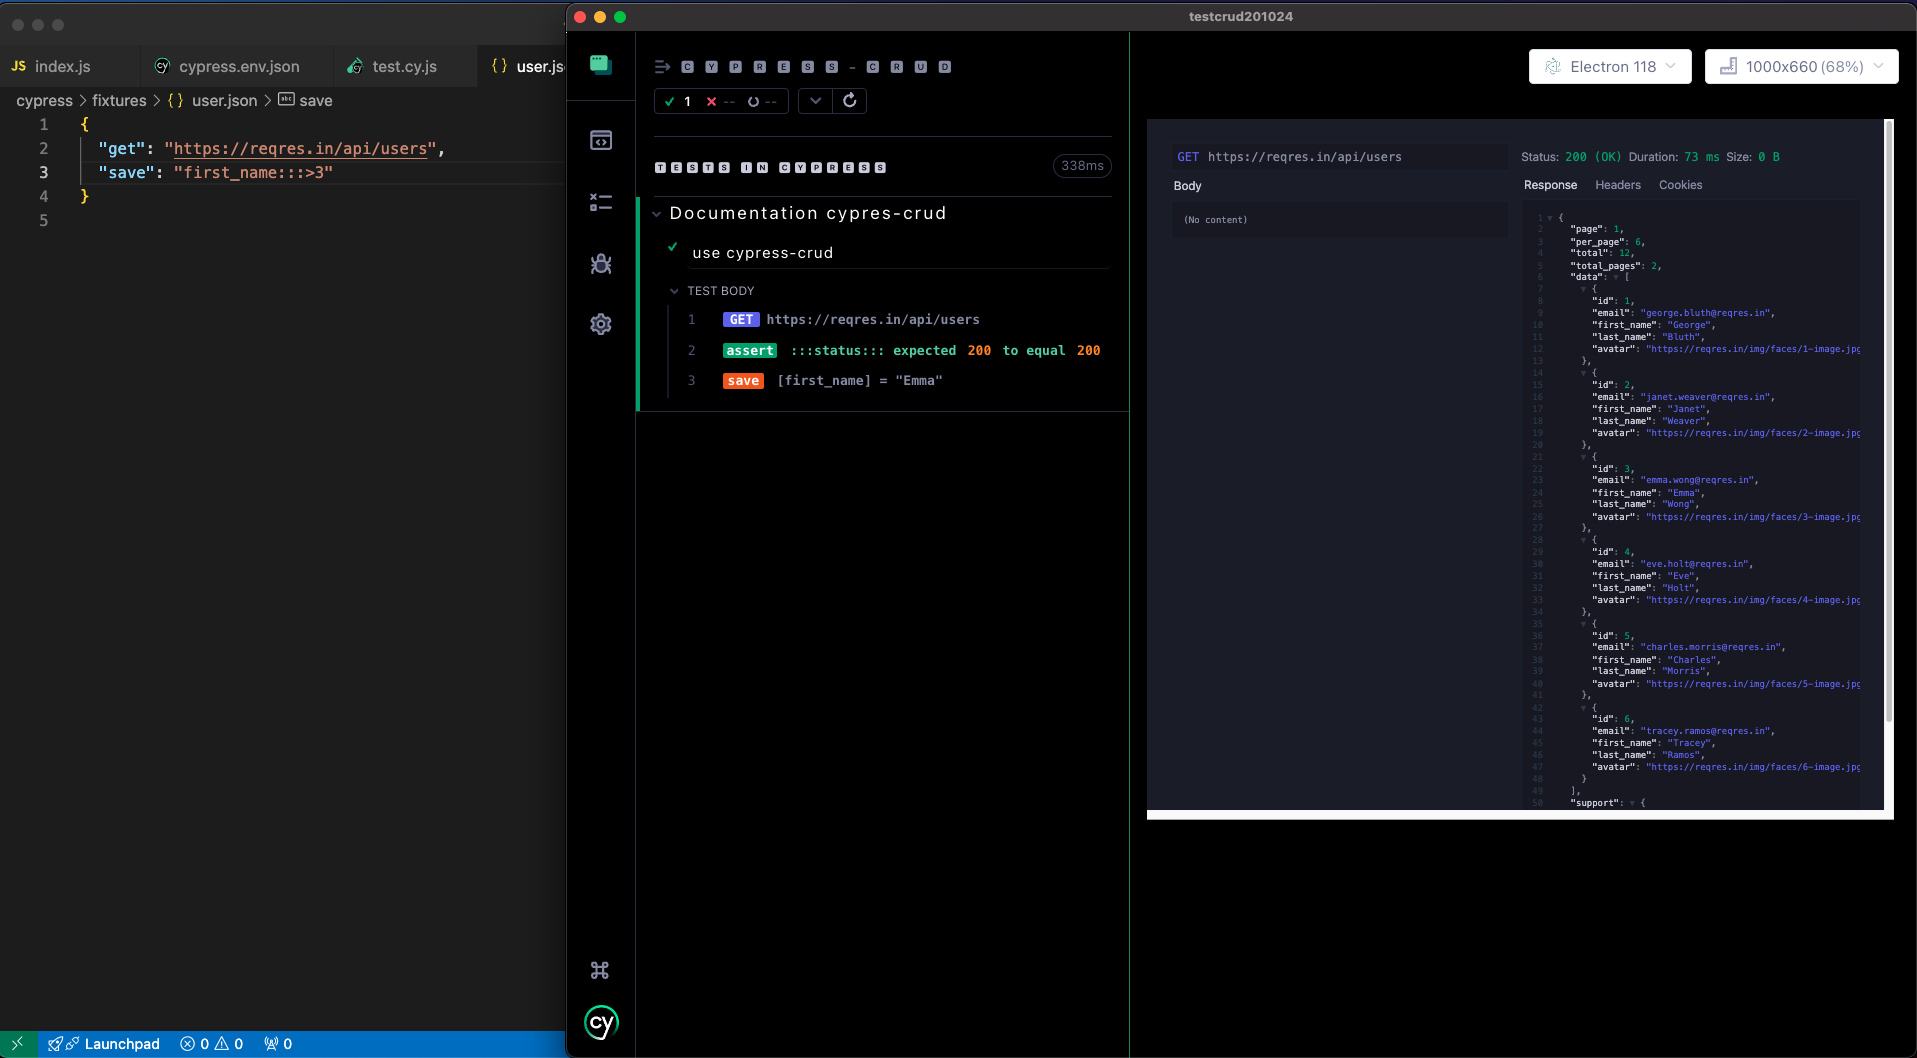 JS index.js
cypress.env.json
test.cy.js
{} user.js
cypress > fixtures > {} user.json > abc save
1 {
2 "get": "https://reqres.in/api/users",
3 "save": "first_name:::>3"
4 }
5
Launchpad
0 0
0
testcrud201024
C Y P R E S S - C R U D
1 -- --
T E S T S I N C Y P R E S S
338ms
Documentation cypres-crud
use cypress-crud
TEST BODY
1 GET https://reqres.in/api/users
2 assert :::status::: expected 200 to equal 200
3 save [first_name] = "Emma"
cy
Electron 118
1000x660 (68%)
GET https://reqres.in/api/users
Body
(No content)
Status: 200 (OK) Duration: 73 ms Size: 0 B
Response Headers Cookies
1 {
2 "page": 1,
3 "per_page": 6,
4 "total": 12,
5 "total_pages": 2,
6 "data": [
7 {
8 "id": 1,
9 "email": "george.bluth@reqres.in",
10 "first_name": "George",
11 "last_name": "Bluth",
12 "avatar": "https://reqres.in/img/faces/1-image.jpg
13 },
14 {
15 "id": 2,
16 "email": "janet.weaver@reqres.in",
17 "first_name": "Janet",
18 "last_name": "Weaver",
19 "avatar": "https://reqres.in/img/faces/2-image.jpg
20 },
21 {
22 "id": 3,
23 "email": "emma.wong@reqres.in",
24 "first_name": "Emma",
25 "last_name": "Wong",
26 "avatar": "https://reqres.in/img/faces/3-image.jpg
27 },
28 {
29 "id": 4,
30 "email": "eve.holt@reqres.in",
31 "first_name": "Eve",
32 "last_name": "Holt",
33 "avatar": "https://reqres.in/img/faces/4-image.jpg
34 },
35 {
36 "id": 5,
37 "email": "charles.morris@reqres.in",
38 "first_name": "Charles",
39 "last_name": "Morris",
40 "avatar": "https://reqres.in/img/faces/5-image.jpg
41 },
42 {
43 "id": 6,
44 "email": "tracey.ramos@reqres.in",
45 "first_name": "Tracey",
46 "last_name": "Ramos",
47 "avatar": "https://reqres.in/img/faces/6-image.jpg
48 }
49 ],
50 "support": {